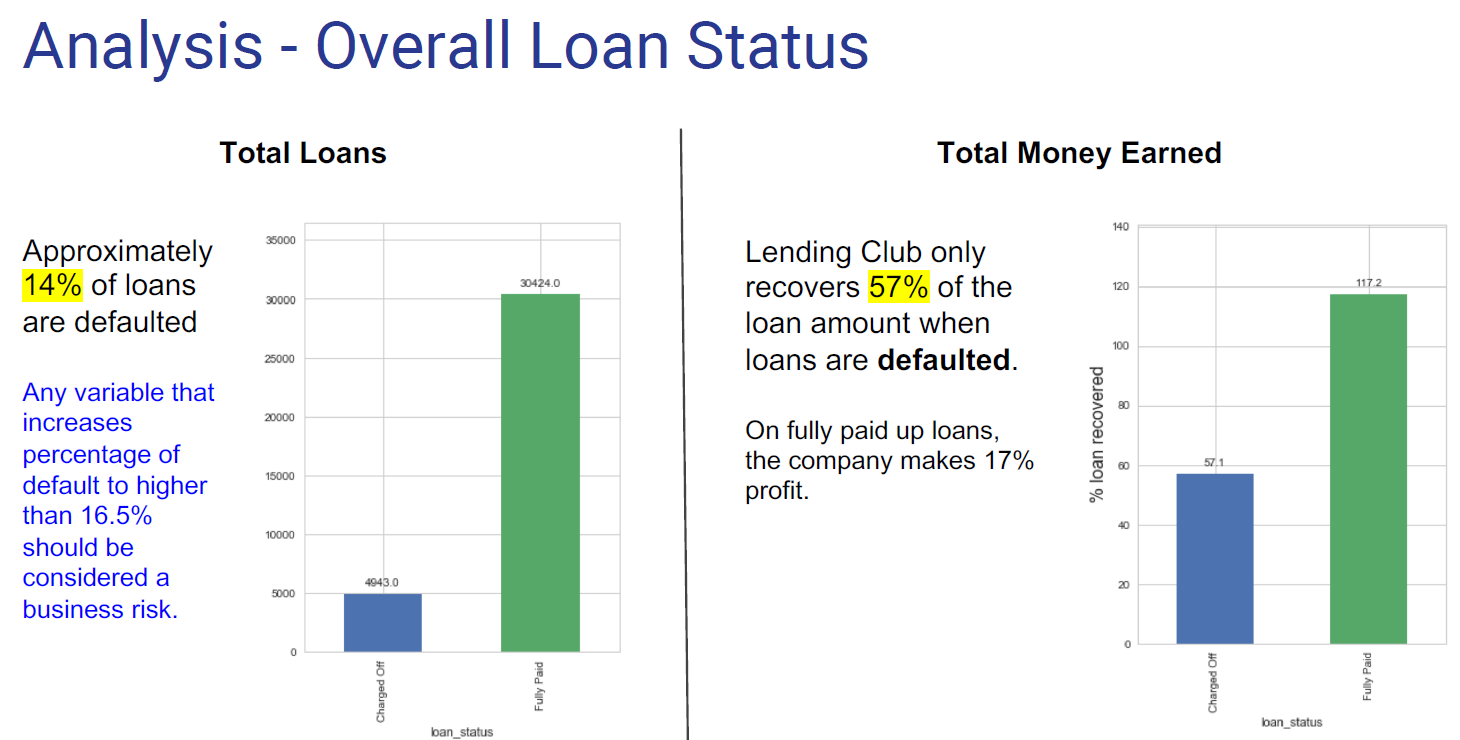 Analysis - Overall Loan Status
Total Loans
Approximately
14% of loans
are defaulted
Any variable that
increases
percentage of
default to higher
than 16.5%
should be
considered a
business risk.
35000
30000
25000
20000
15000
10000
5000
0
4943.0
30424.0
Charged Off
Fully Paid
loan_status
Total Money Earned
Lending Club only
recovers 57% of the
loan amount when
loans are defaulted.
On fully paid up loans,
the company makes 17%
profit.
% loan recovered
140
120
100
80
60
40
20
0
57.1
117.2
Charged Off
Fully Paid
loan_status